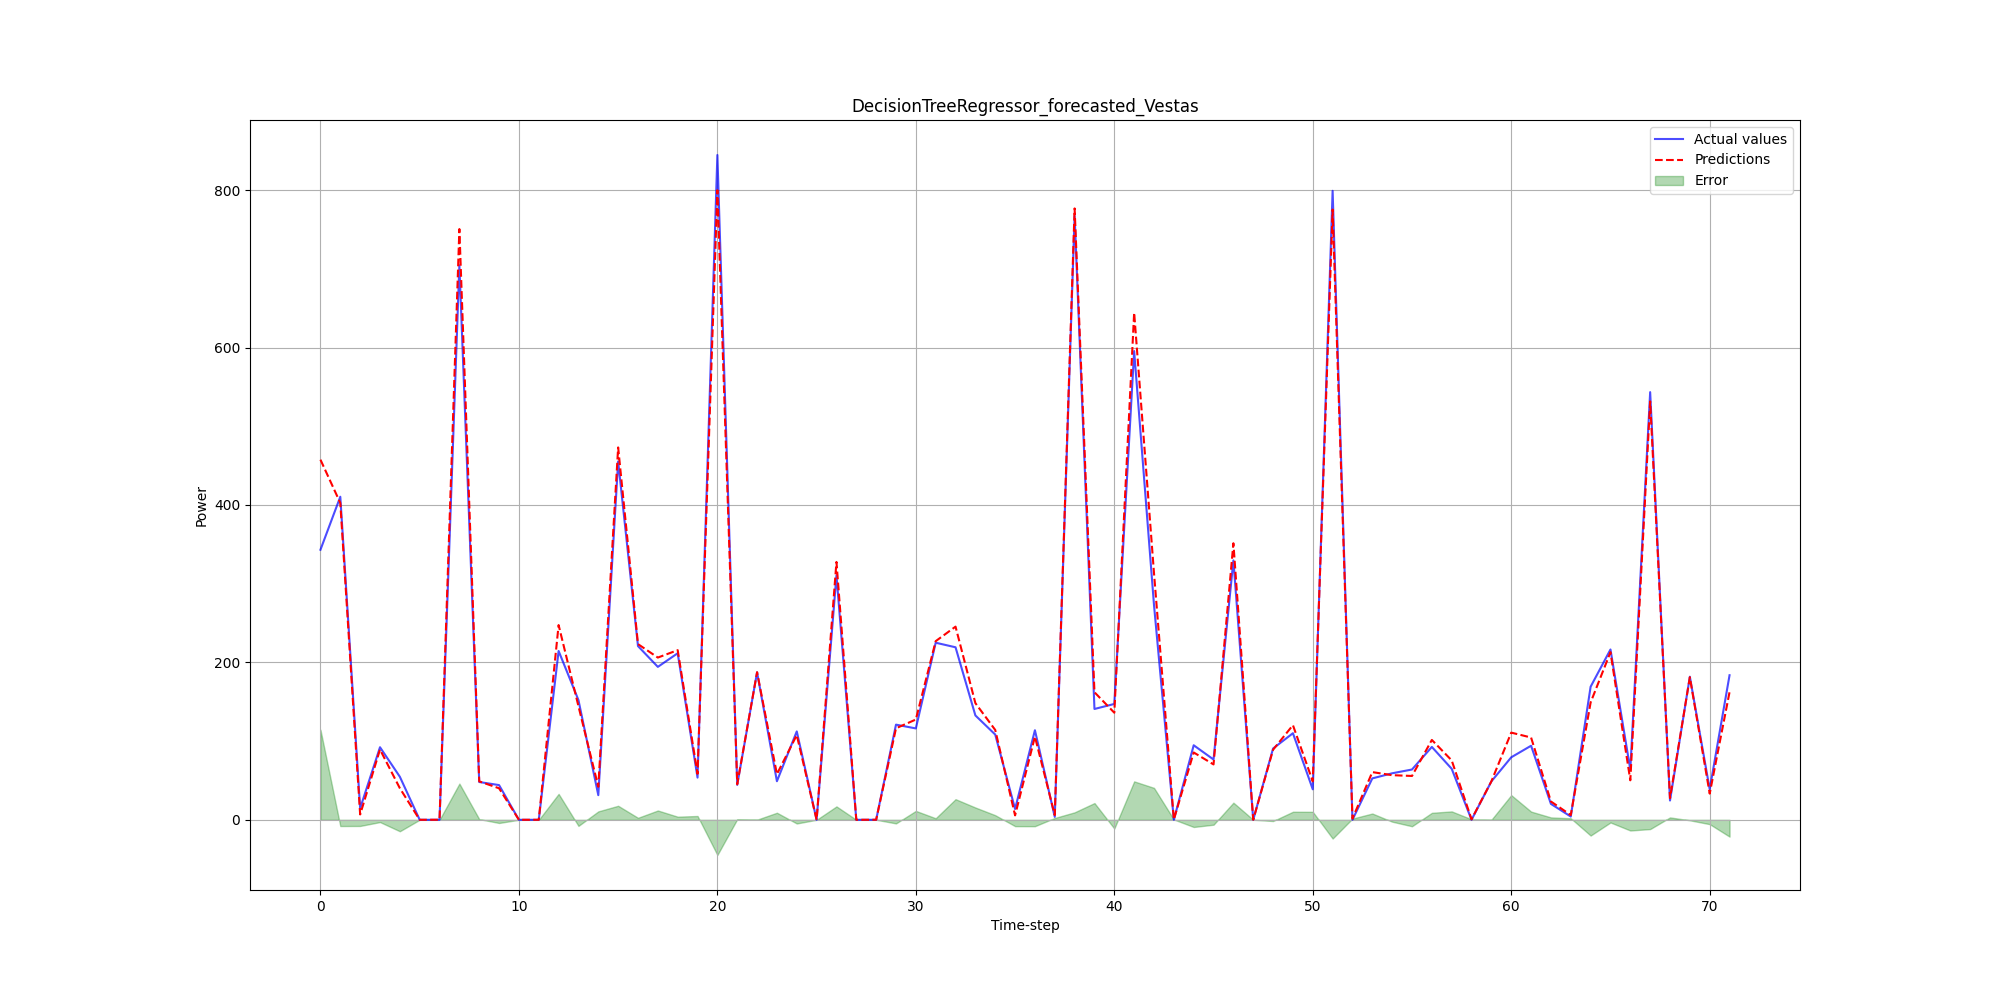 DecisionTreeRegressor_forecasted_Vestas
Actual values
Predictions
Error
800
600
400
200
0
Power
0 10 20 30 40 50 60 70
Time-step